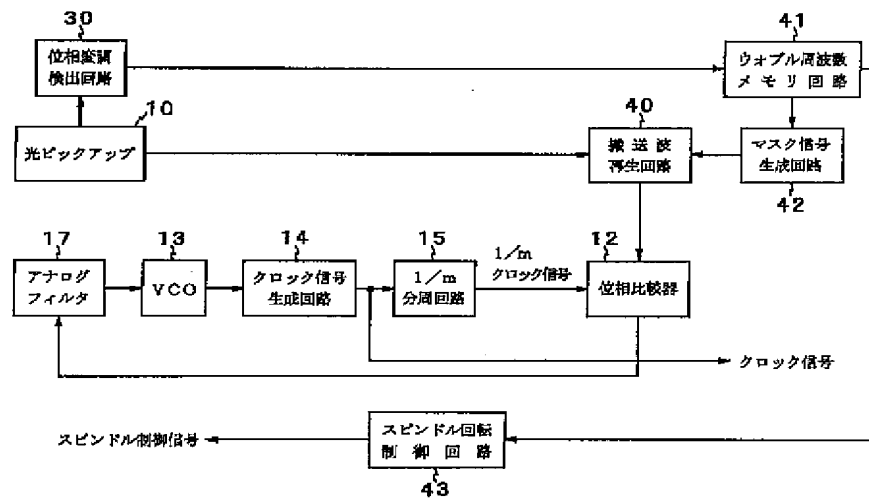 30
位相変調
検出回路
41
ウォブル周波数
メモリ回路
10
光ピックアップ
40
搬送波
再生回路
マスク信号
生成回路
42
17
アナログ
フィルタ
13
VCO
14
クロック信号
生成回路
15
1/m
分周回路
1/m
クロック信号
12
位相比較器
クロック信号
スピンドル制御信号
スピンドル回転
制御回路
43